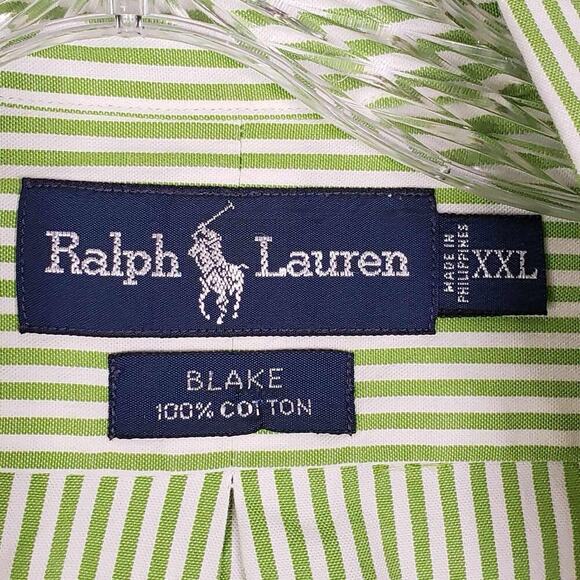 Ralph Lauren
MADE IN
PHILIPPINES
XXL
BLAKE
100% COTTON